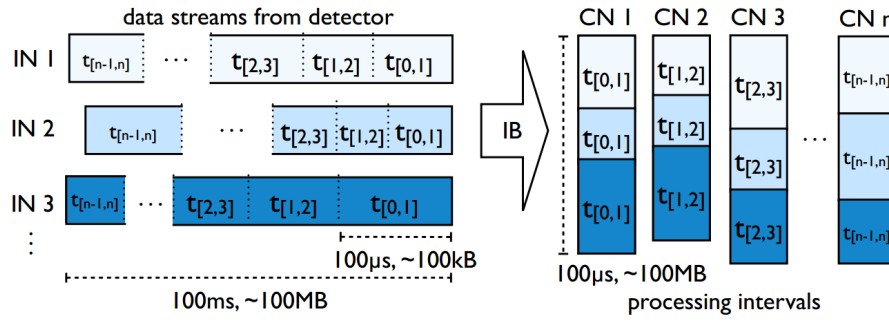 data streams from detector
IN 1 t[n-1,n] ... t[2,3] t[1,2] t[0,1]
IN 2 t[n-1,n] ... t[2,3] t[1,2] t[0,1]
IN 3 t[n-1,n] ... t[2,3] t[1,2] t[0,1]
⋮
100μs, ~100kB
100ms, ~100MB
IB
CN 1 CN 2 CN 3 CN n
t[0,1] t[1,2] t[2,3] t[n-1,n]
t[0,1] t[1,2] t[2,3] ... t[n-1,n]
t[0,1] t[1,2] t[2,3] t[n-1,n]
100μs, ~100MB
processing intervals